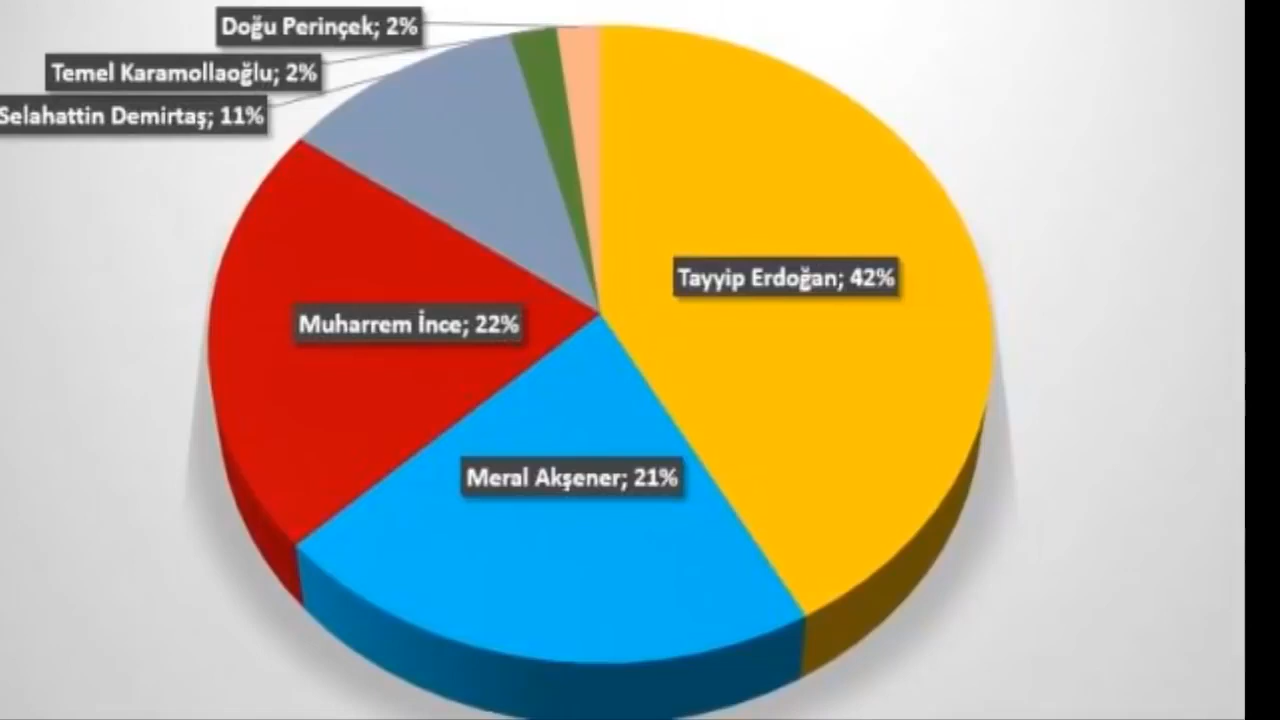 Doğu Perinçek; 2%
Temel Karamollaoğlu; 2%
Selahattin Demirtaş; 11%
Tayyip Erdoğan; 42%
Muharrem İnce; 22%
Meral Akşener; 21%